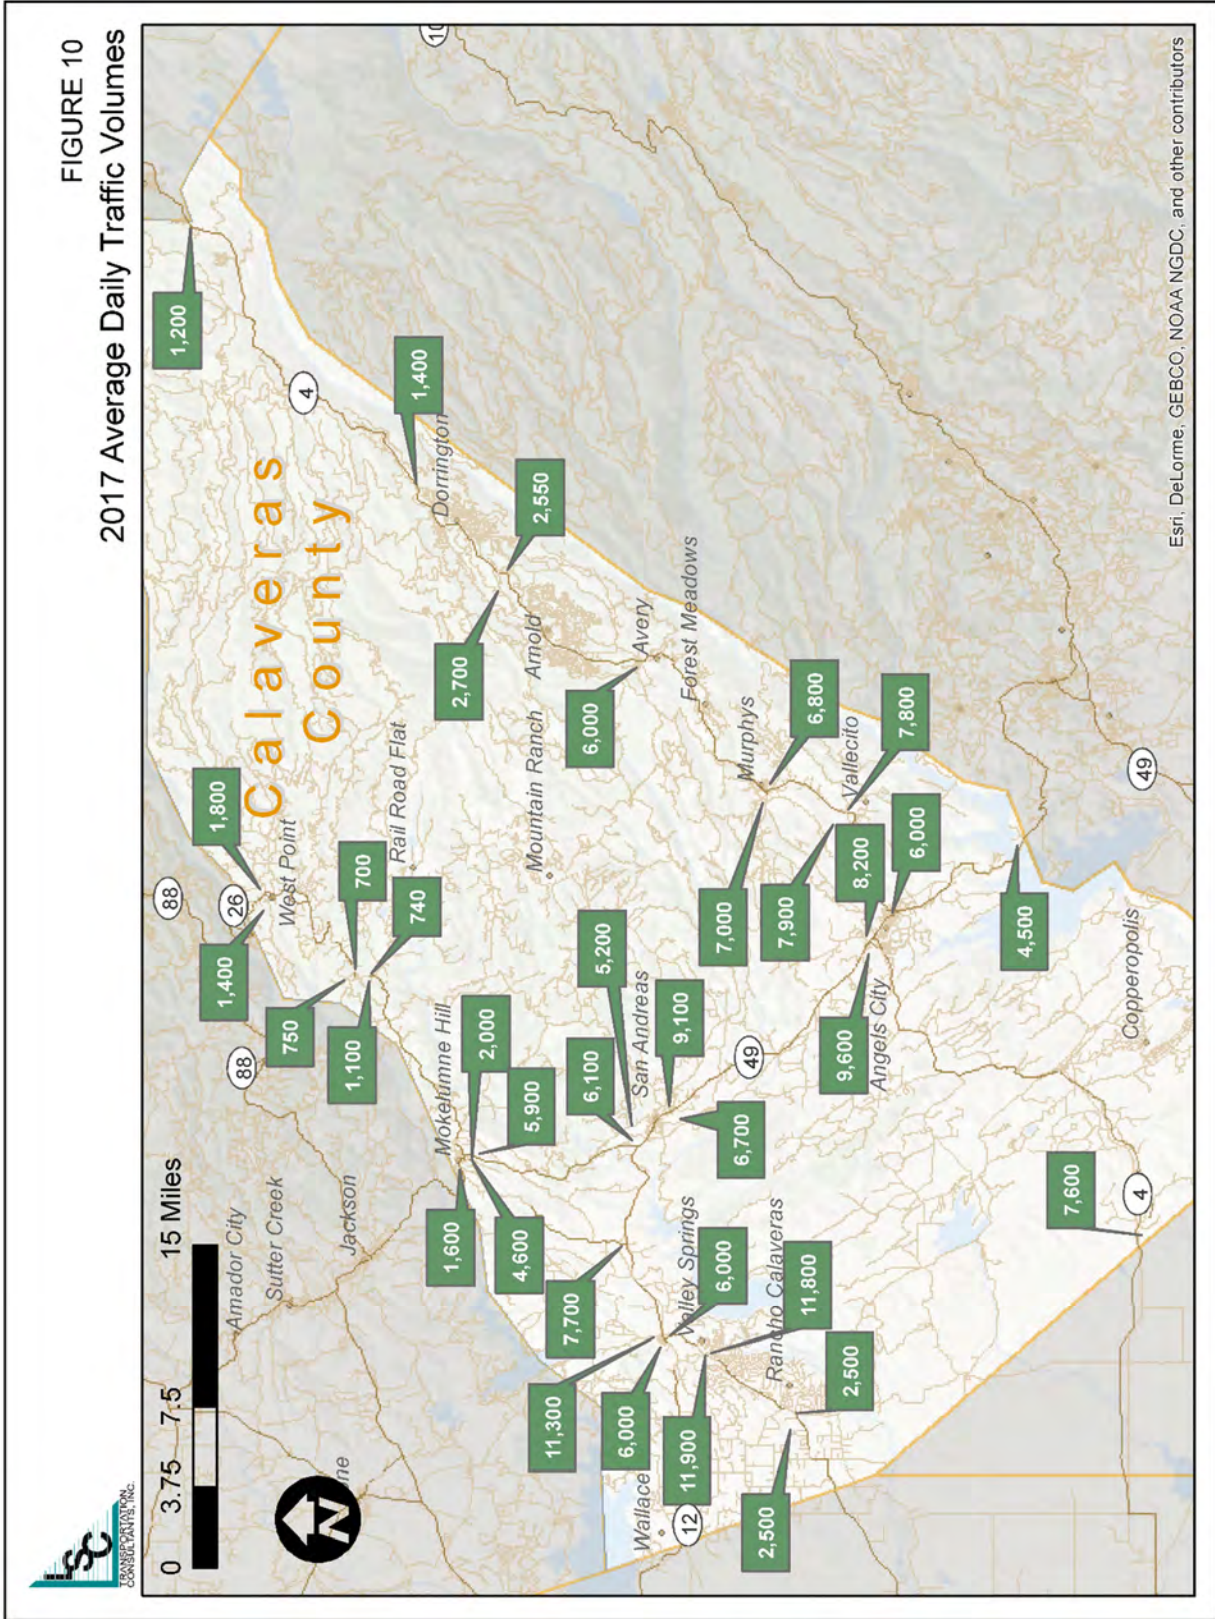 FIGURE 10
2017 Average Daily Traffic Volumes
LSC
TRANSPORTATION
CONSULTANTS, INC.
0 3.75 7.5 15 Miles
N
Calaveras
County
Amador City
Sutter Creek
Jackson
ne
88
88
26
10
4
49
49
12
4
West Point
Rail Road Flat
Mokelumne Hill
Dorrington
Arnold
Avery
Forest Meadows
Mountain Ranch
Murphys
Vallecito
San Andreas
Angels City
Copperopolis
Valley Springs
Rancho Calaveras
Wallace
1,200
1,400
2,550
2,700
6,000
1,800
1,400
700
740
750
1,100
2,000
5,900
1,600
4,600
5,200
6,100
9,100
6,700
7,000
6,800
7,900
7,800
8,200
6,000
9,600
4,500
7,600
7,700
6,000
11,300
6,000
11,900
11,800
2,500
2,500
Esri, DeLorme, GEBCO, NOAA NGDC, and other contributors